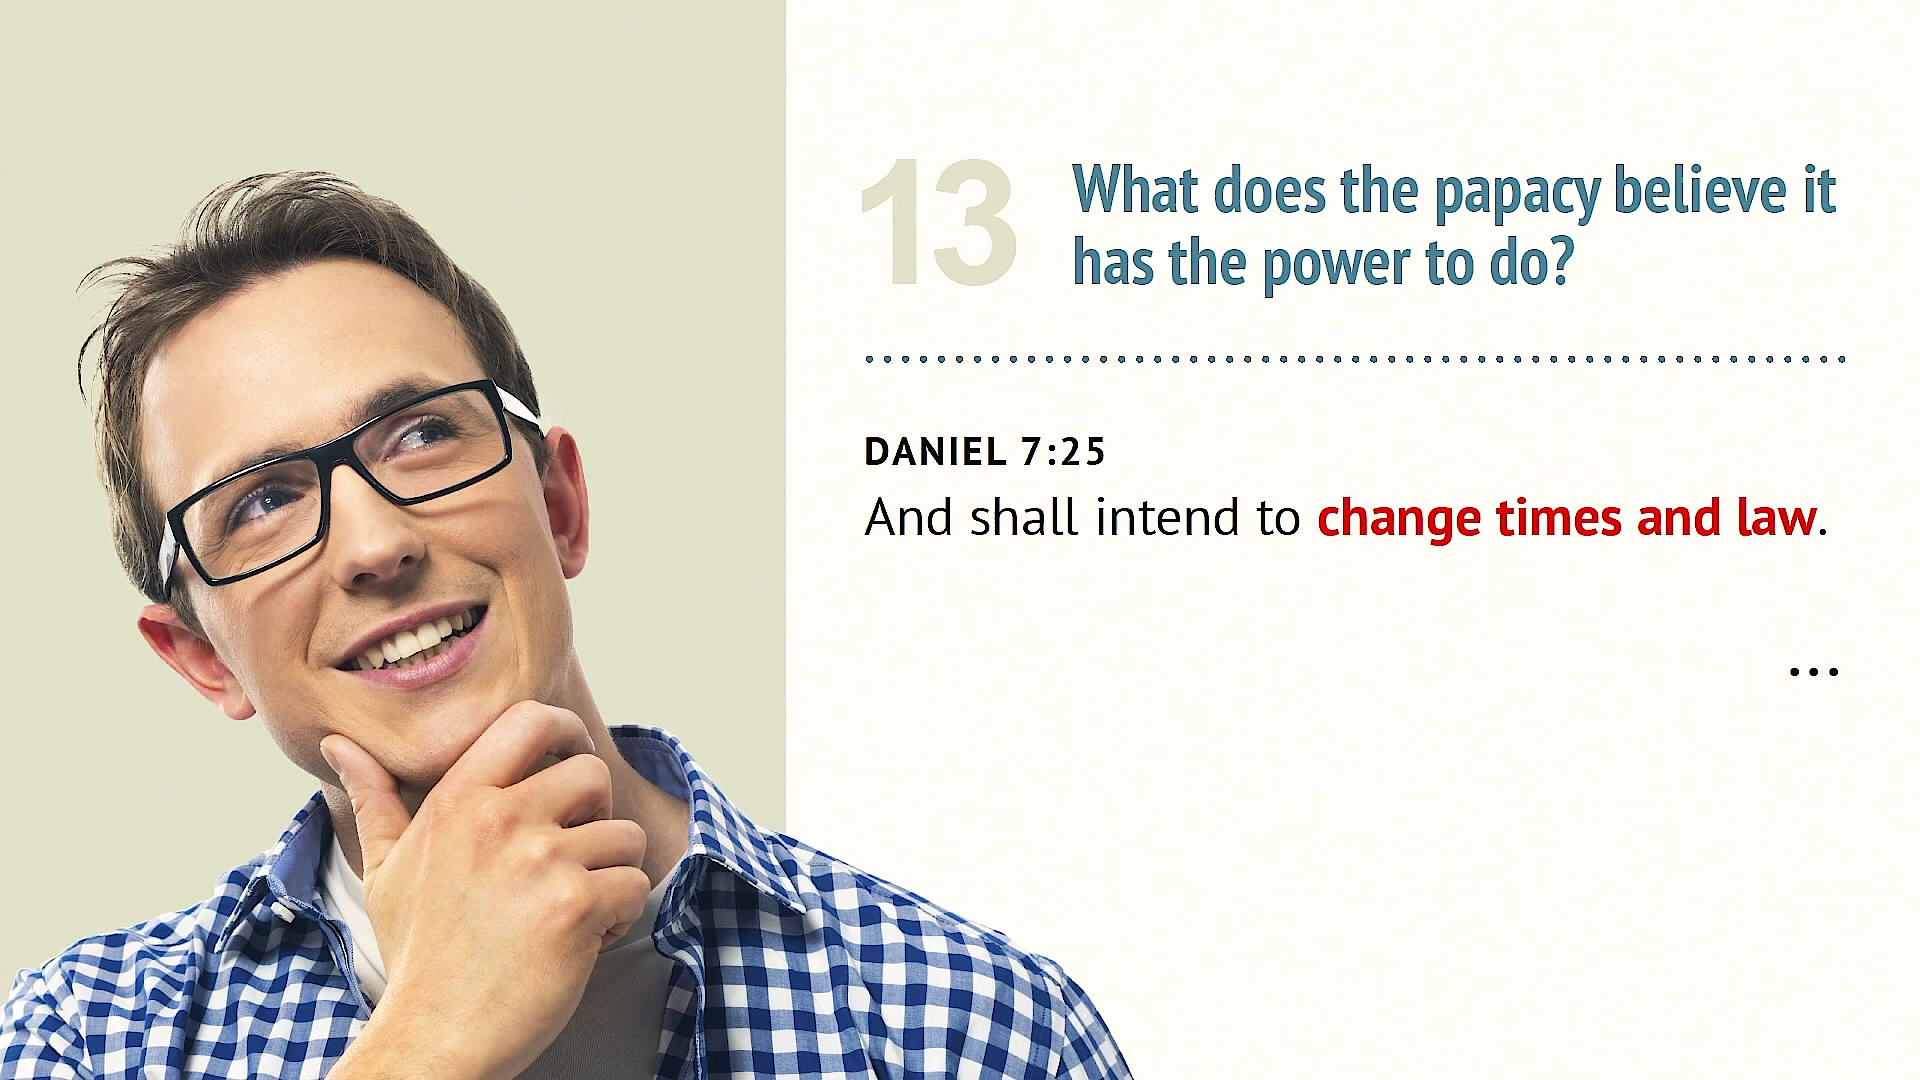 13 What does the papacy believe it
has the power to do?
DANIEL 7:25
And shall intend to change times and law.
...